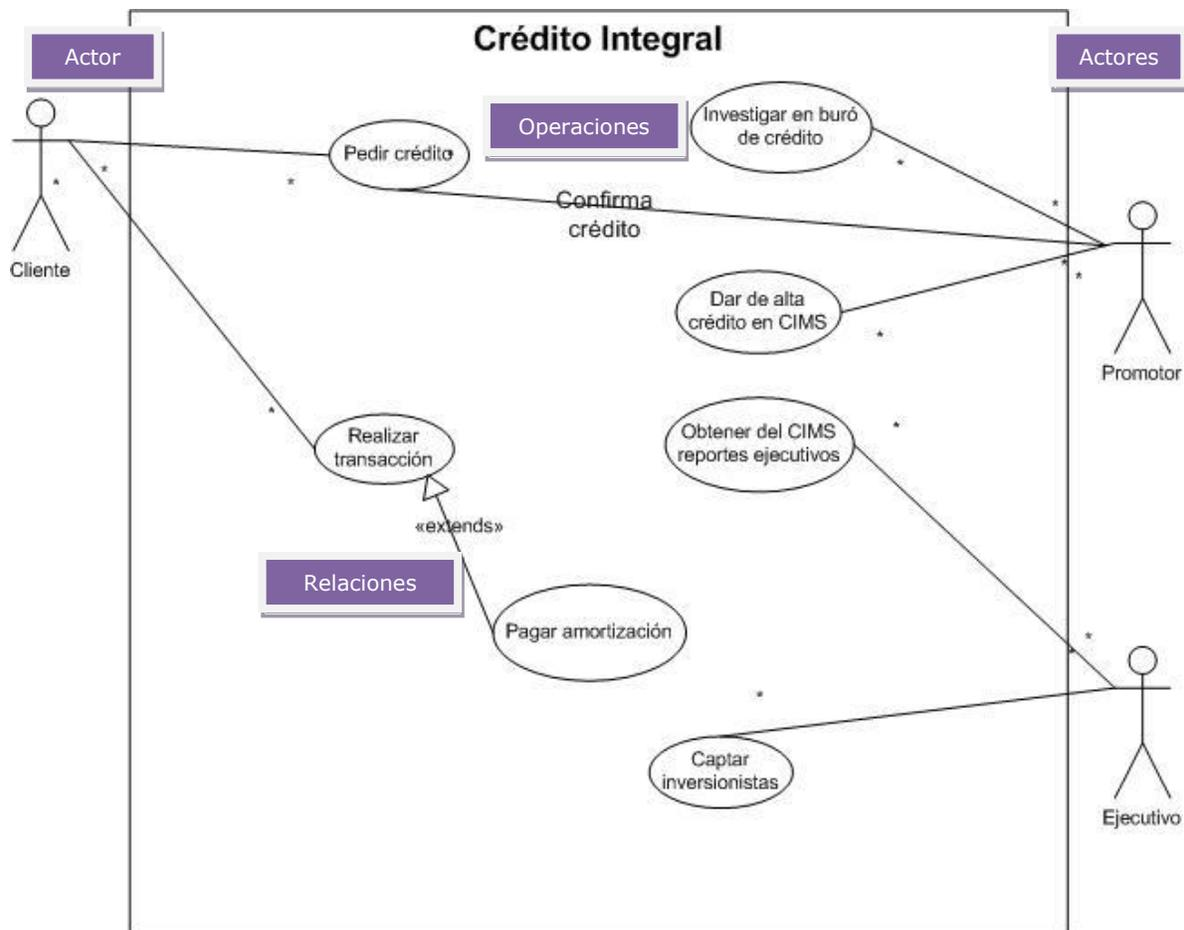 Crédito Integral
Actor
Actores
Operaciones
Investigar en buró
de crédito
Pedir crédito
*
*
*
*
*
*
Confirma
crédito
Cliente
Dar de alta
crédito en CIMS
*
*
*
Promotor
*
Realizar
transacción
Obtener del CIMS
reportes ejecutivos
*
«extends»
Relaciones
Pagar amortización
*
*
*
Captar
inversionistas
Ejecutivo